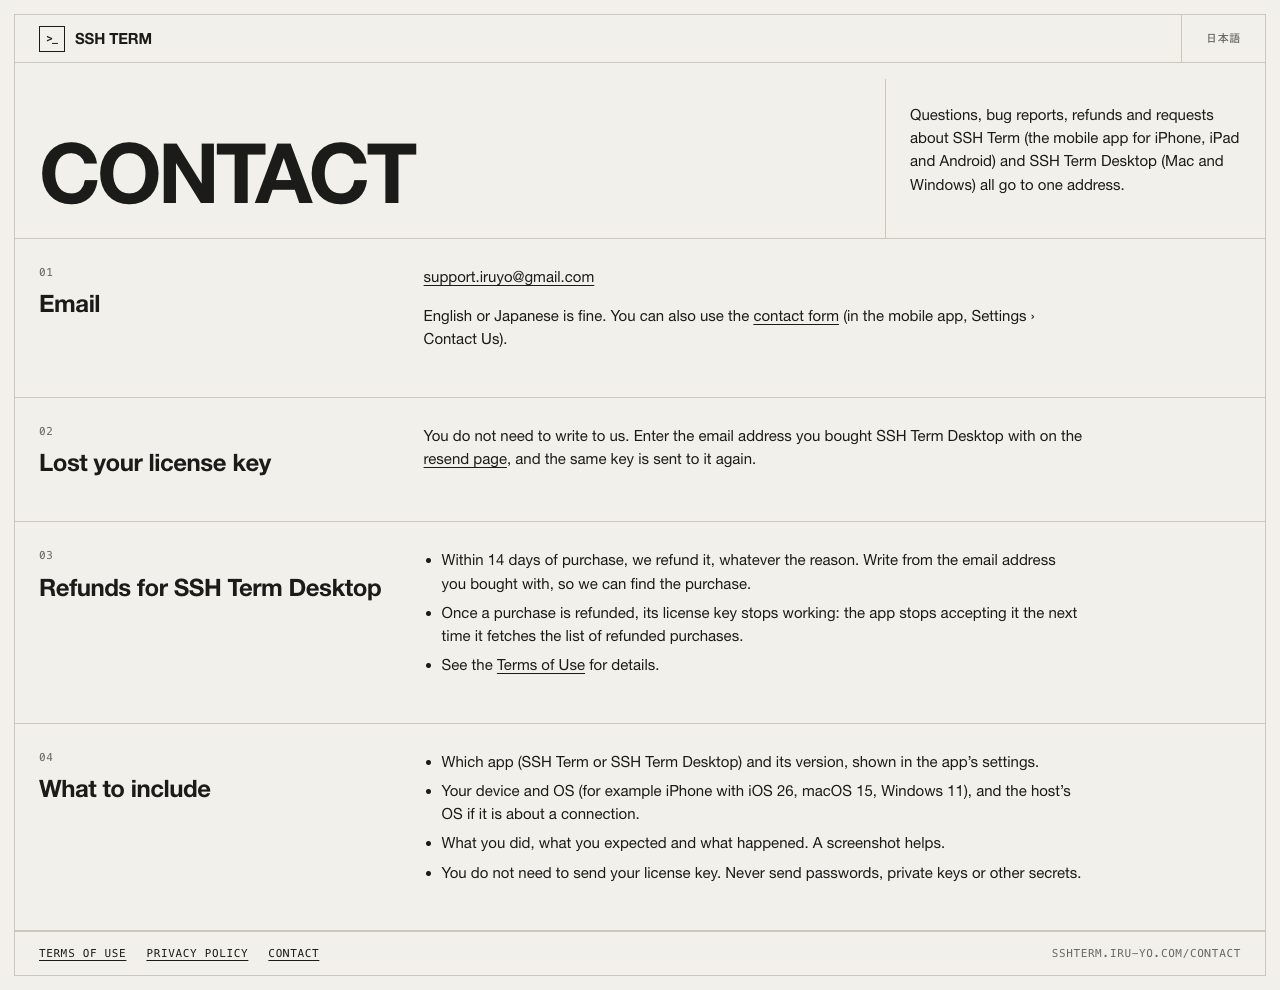 >_ SSH TERM
日本語
CONTACT
Questions, bug reports, refunds and requests
about SSH Term (the mobile app for iPhone, iPad
and Android) and SSH Term Desktop (Mac and
Windows) all go to one address.
01
Email
support.iruyo@gmail.com
English or Japanese is fine. You can also use the contact form (in the mobile app, Settings ›
Contact Us).
02
Lost your license key
You do not need to write to us. Enter the email address you bought SSH Term Desktop with on the
resend page, and the same key is sent to it again.
03
Refunds for SSH Term Desktop
• Within 14 days of purchase, we refund it, whatever the reason. Write from the email address
you bought with, so we can find the purchase.
• Once a purchase is refunded, its license key stops working: the app stops accepting it the next
time it fetches the list of refunded purchases.
• See the Terms of Use for details.
04
What to include
• Which app (SSH Term or SSH Term Desktop) and its version, shown in the app’s settings.
• Your device and OS (for example iPhone with iOS 26, macOS 15, Windows 11), and the host’s
OS if it is about a connection.
• What you did, what you expected and what happened. A screenshot helps.
• You do not need to send your license key. Never send passwords, private keys or other secrets.
TERMS OF USE PRIVACY POLICY CONTACT
SSHTERM.IRU-YO.COM/CONTACT